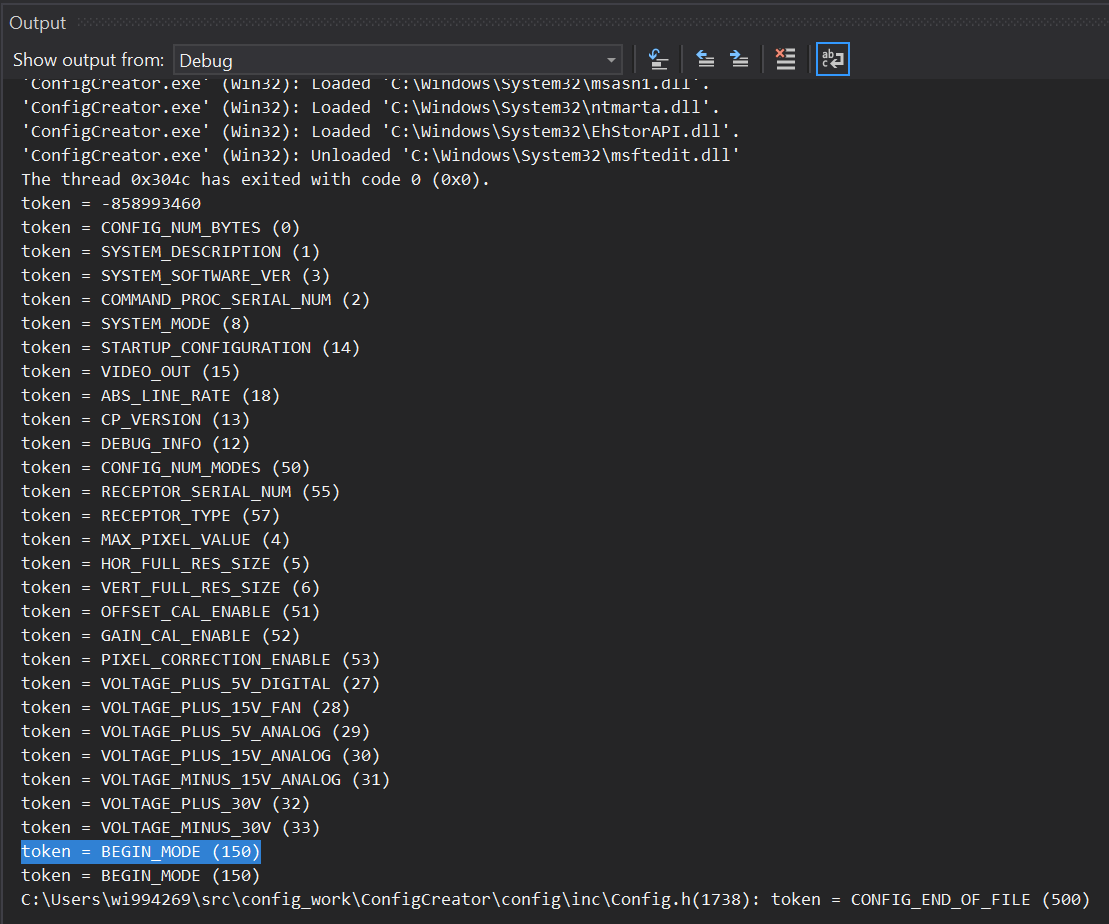 Output
Show output from: Debug
'ConfigCreator.exe' (Win32): Loaded 'C:\Windows\System32\msasn1.dll'.
'ConfigCreator.exe' (Win32): Loaded 'C:\Windows\System32\ntmarta.dll'.
'ConfigCreator.exe' (Win32): Loaded 'C:\Windows\System32\EhStorAPI.dll'.
'ConfigCreator.exe' (Win32): Unloaded 'C:\Windows\System32\msftedit.dll'
The thread 0x304c has exited with code 0 (0x0).
token = -858993460
token = CONFIG_NUM_BYTES (0)
token = SYSTEM_DESCRIPTION (1)
token = SYSTEM_SOFTWARE_VER (3)
token = COMMAND_PROC_SERIAL_NUM (2)
token = SYSTEM_MODE (8)
token = STARTUP_CONFIGURATION (14)
token = VIDEO_OUT (15)
token = ABS_LINE_RATE (18)
token = CP_VERSION (13)
token = DEBUG_INFO (12)
token = CONFIG_NUM_MODES (50)
token = RECEPTOR_SERIAL_NUM (55)
token = RECEPTOR_TYPE (57)
token = MAX_PIXEL_VALUE (4)
token = HOR_FULL_RES_SIZE (5)
token = VERT_FULL_RES_SIZE (6)
token = OFFSET_CAL_ENABLE (51)
token = GAIN_CAL_ENABLE (52)
token = PIXEL_CORRECTION_ENABLE (53)
token = VOLTAGE_PLUS_5V_DIGITAL (27)
token = VOLTAGE_PLUS_15V_FAN (28)
token = VOLTAGE_PLUS_5V_ANALOG (29)
token = VOLTAGE_PLUS_15V_ANALOG (30)
token = VOLTAGE_MINUS_15V_ANALOG (31)
token = VOLTAGE_PLUS_30V (32)
token = VOLTAGE_MINUS_30V (33)
token = BEGIN_MODE (150)
token = BEGIN_MODE (150)
C:\Users\wi994269\src\config_work\ConfigCreator\config\inc\Config.h(1738): token = CONFIG_END_OF_FILE (500)